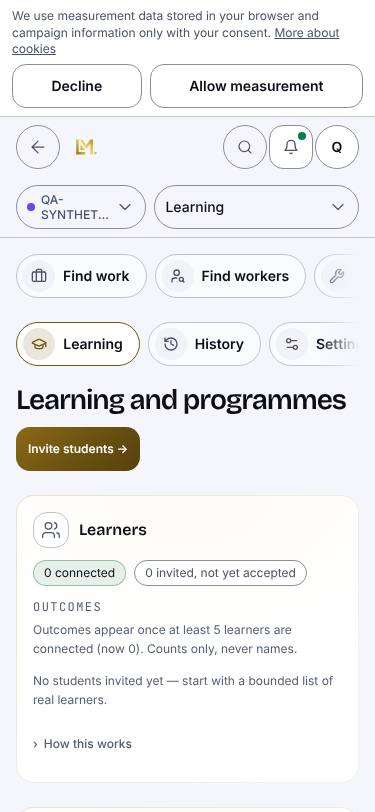 We use measurement data stored in your browser and
campaign information only with your consent. More about
cookies
Decline
Allow measurement
LM.
Q
QA-
SYNTHET...
Learning
Find work
Find workers
Learning
History
Settin
Learning and programmes
Invite students →
Learners
0 connected
0 invited, not yet accepted
OUTCOMES
Outcomes appear once at least 5 learners are
connected (now 0). Counts only, never names.
No students invited yet — start with a bounded list of
real learners.
› How this works